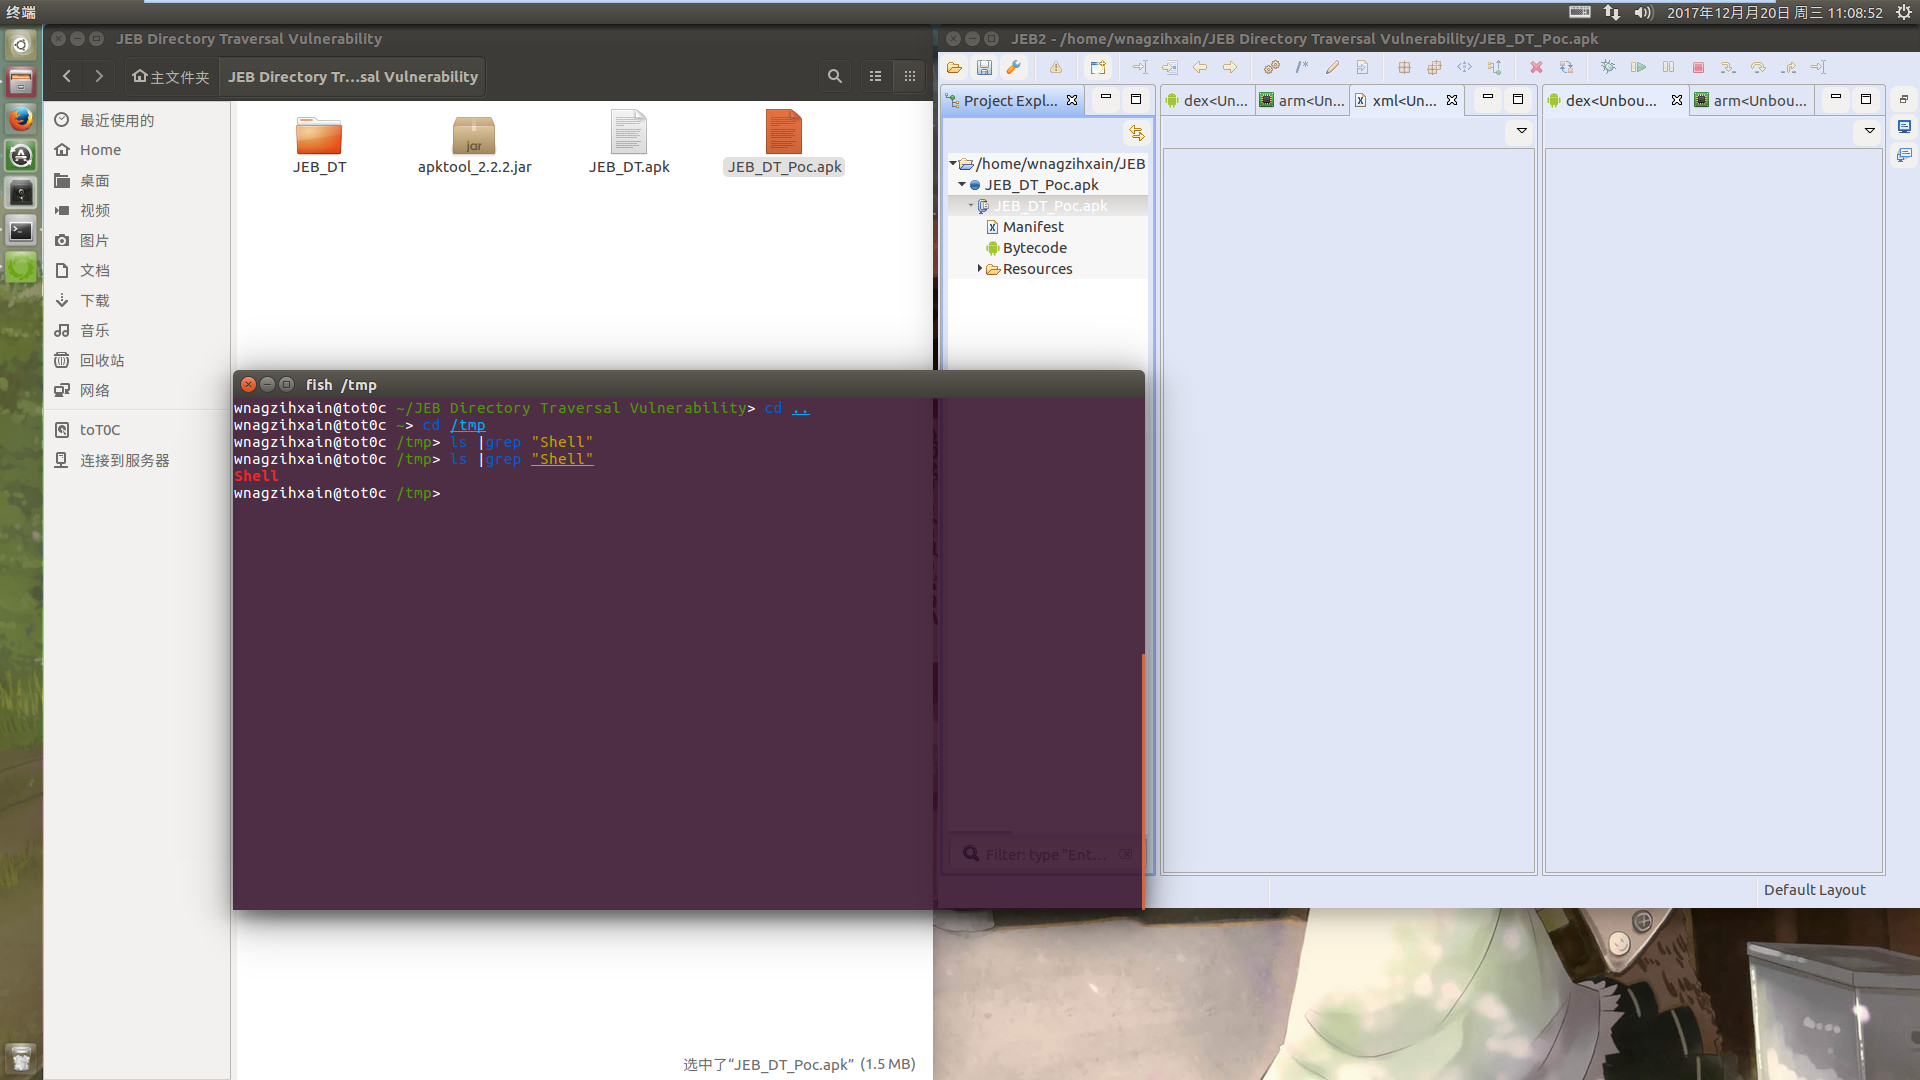 终端
2017年12月月20日 周三 11:08:52
JEB Directory Traversal Vulnerability
主文件夹
JEB Directory Tr...sal Vulnerability
最近使用的
Home
桌面
视频
图片
文档
下载
音乐
回收站
网络
toT0C
连接到服务器
JEB_DT
jar
apktool_2.2.2.jar
JEB_DT.apk
JEB_DT_Poc.apk
选中了“JEB_DT_Poc.apk” (1.5 MB)
JEB2 - /home/wnagzihxain/JEB Directory Traversal Vulnerability/JEB_DT_Poc.apk
Project Expl...
dex<Un...
arm<Un...
xml<Un...
dex<Unbou...
arm<Unbou...
/home/wnagzihxain/JEB
JEB_DT_Poc.apk
JEB_DT_Poc.apk
Manifest
Bytecode
Resources
fish /tmp
wnagzihxain@tot0c ~/JEB Directory Traversal Vulnerability> cd ..
wnagzihxain@tot0c ~> cd /tmp
wnagzihxain@tot0c /tmp> ls |grep "Shell"
wnagzihxain@tot0c /tmp> ls |grep "Shell"
Shell
wnagzihxain@tot0c /tmp>
Filter: type "Ent...
Default Layout